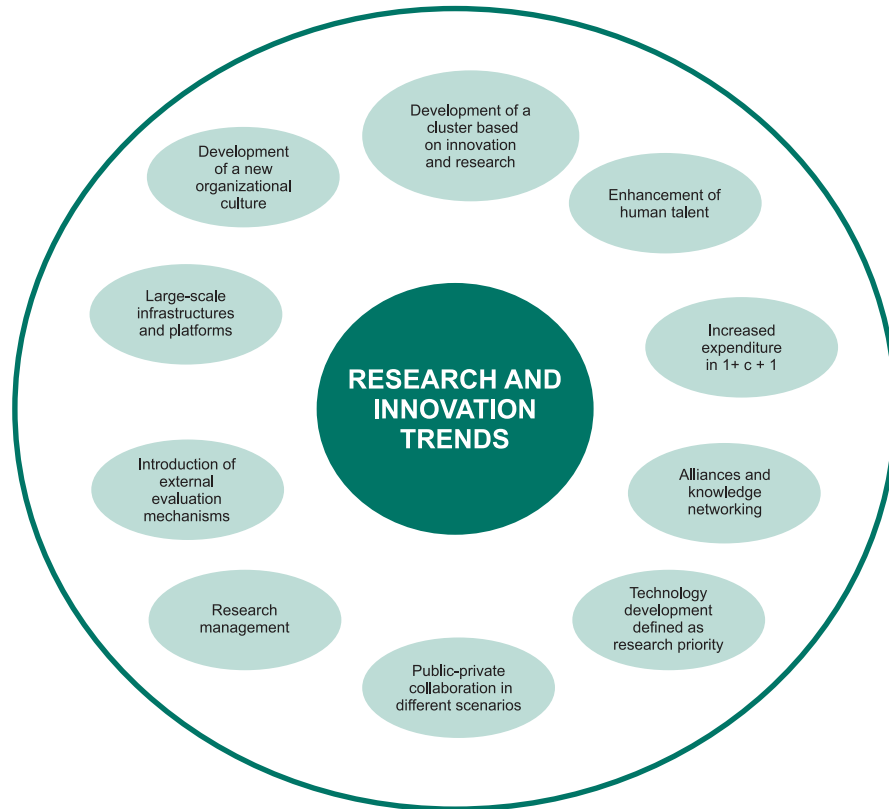 Development of a
cluster based
on innovation
and research
Enhancement of
human talent
Increased
expenditure
in 1+ c + 1
Alliances and
knowledge
networking
Technology
development
defined as
research priority
Public-private
collaboration in
different scenarios
Research
management
Introduction of
external
evaluation
mechanisms
Large-scale
infrastructures
and platforms
Development
of a new
organizational
culture
RESEARCH AND
INNOVATION
TRENDS